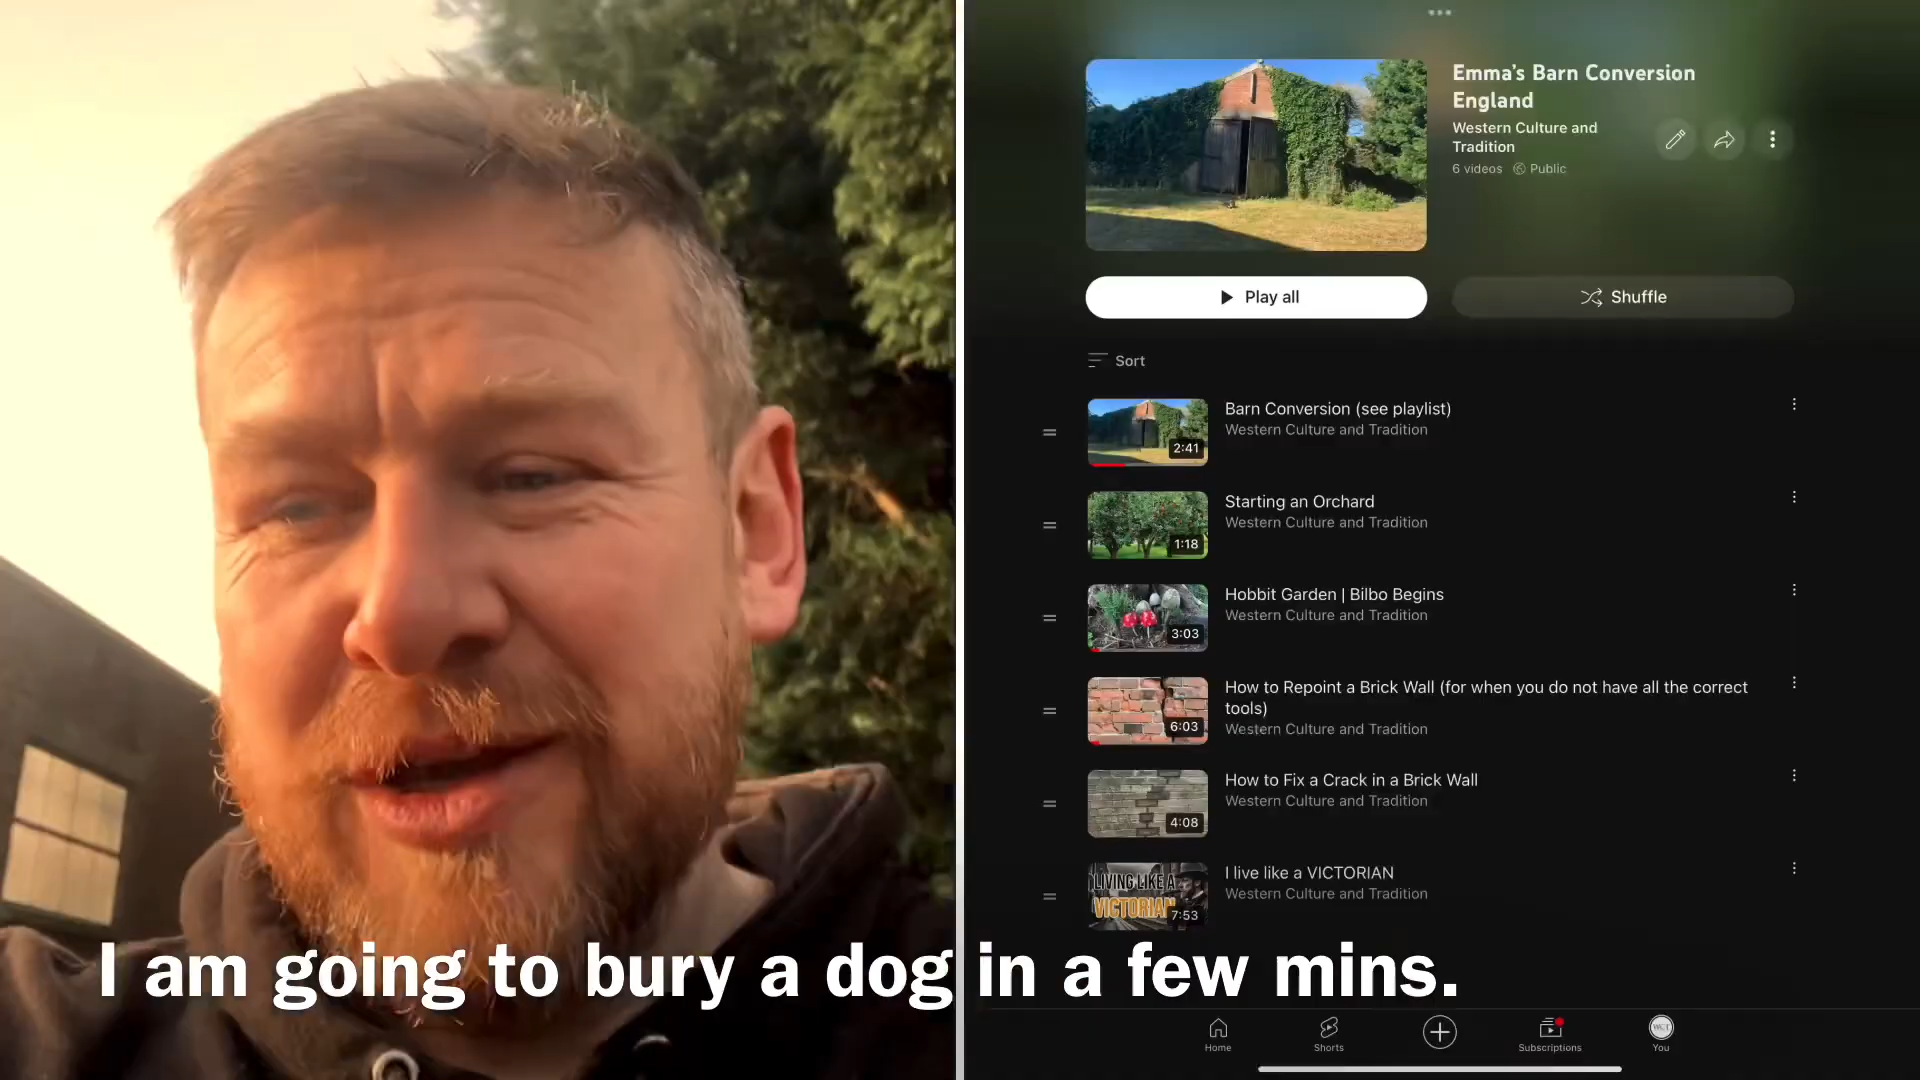 Emma’s Barn Conversion
England
Western Culture and
Tradition
6 videos Public
Play all
Shuffle
Sort
Barn Conversion (see playlist)
Western Culture and Tradition
2:41
Starting an Orchard
Western Culture and Tradition
1:18
Hobbit Garden | Bilbo Begins
Western Culture and Tradition
3:03
How to Repoint a Brick Wall (for when you do not have all the correct
tools)
Western Culture and Tradition
6:03
How to Fix a Crack in a Brick Wall
Western Culture and Tradition
4:08
I live like a VICTORIAN
Western Culture and Tradition
LIVING LIKE A
VICTORIAN
7:53
I am going to bury a dog in a few mins.
Home
Shorts
Subscriptions
WCT
You